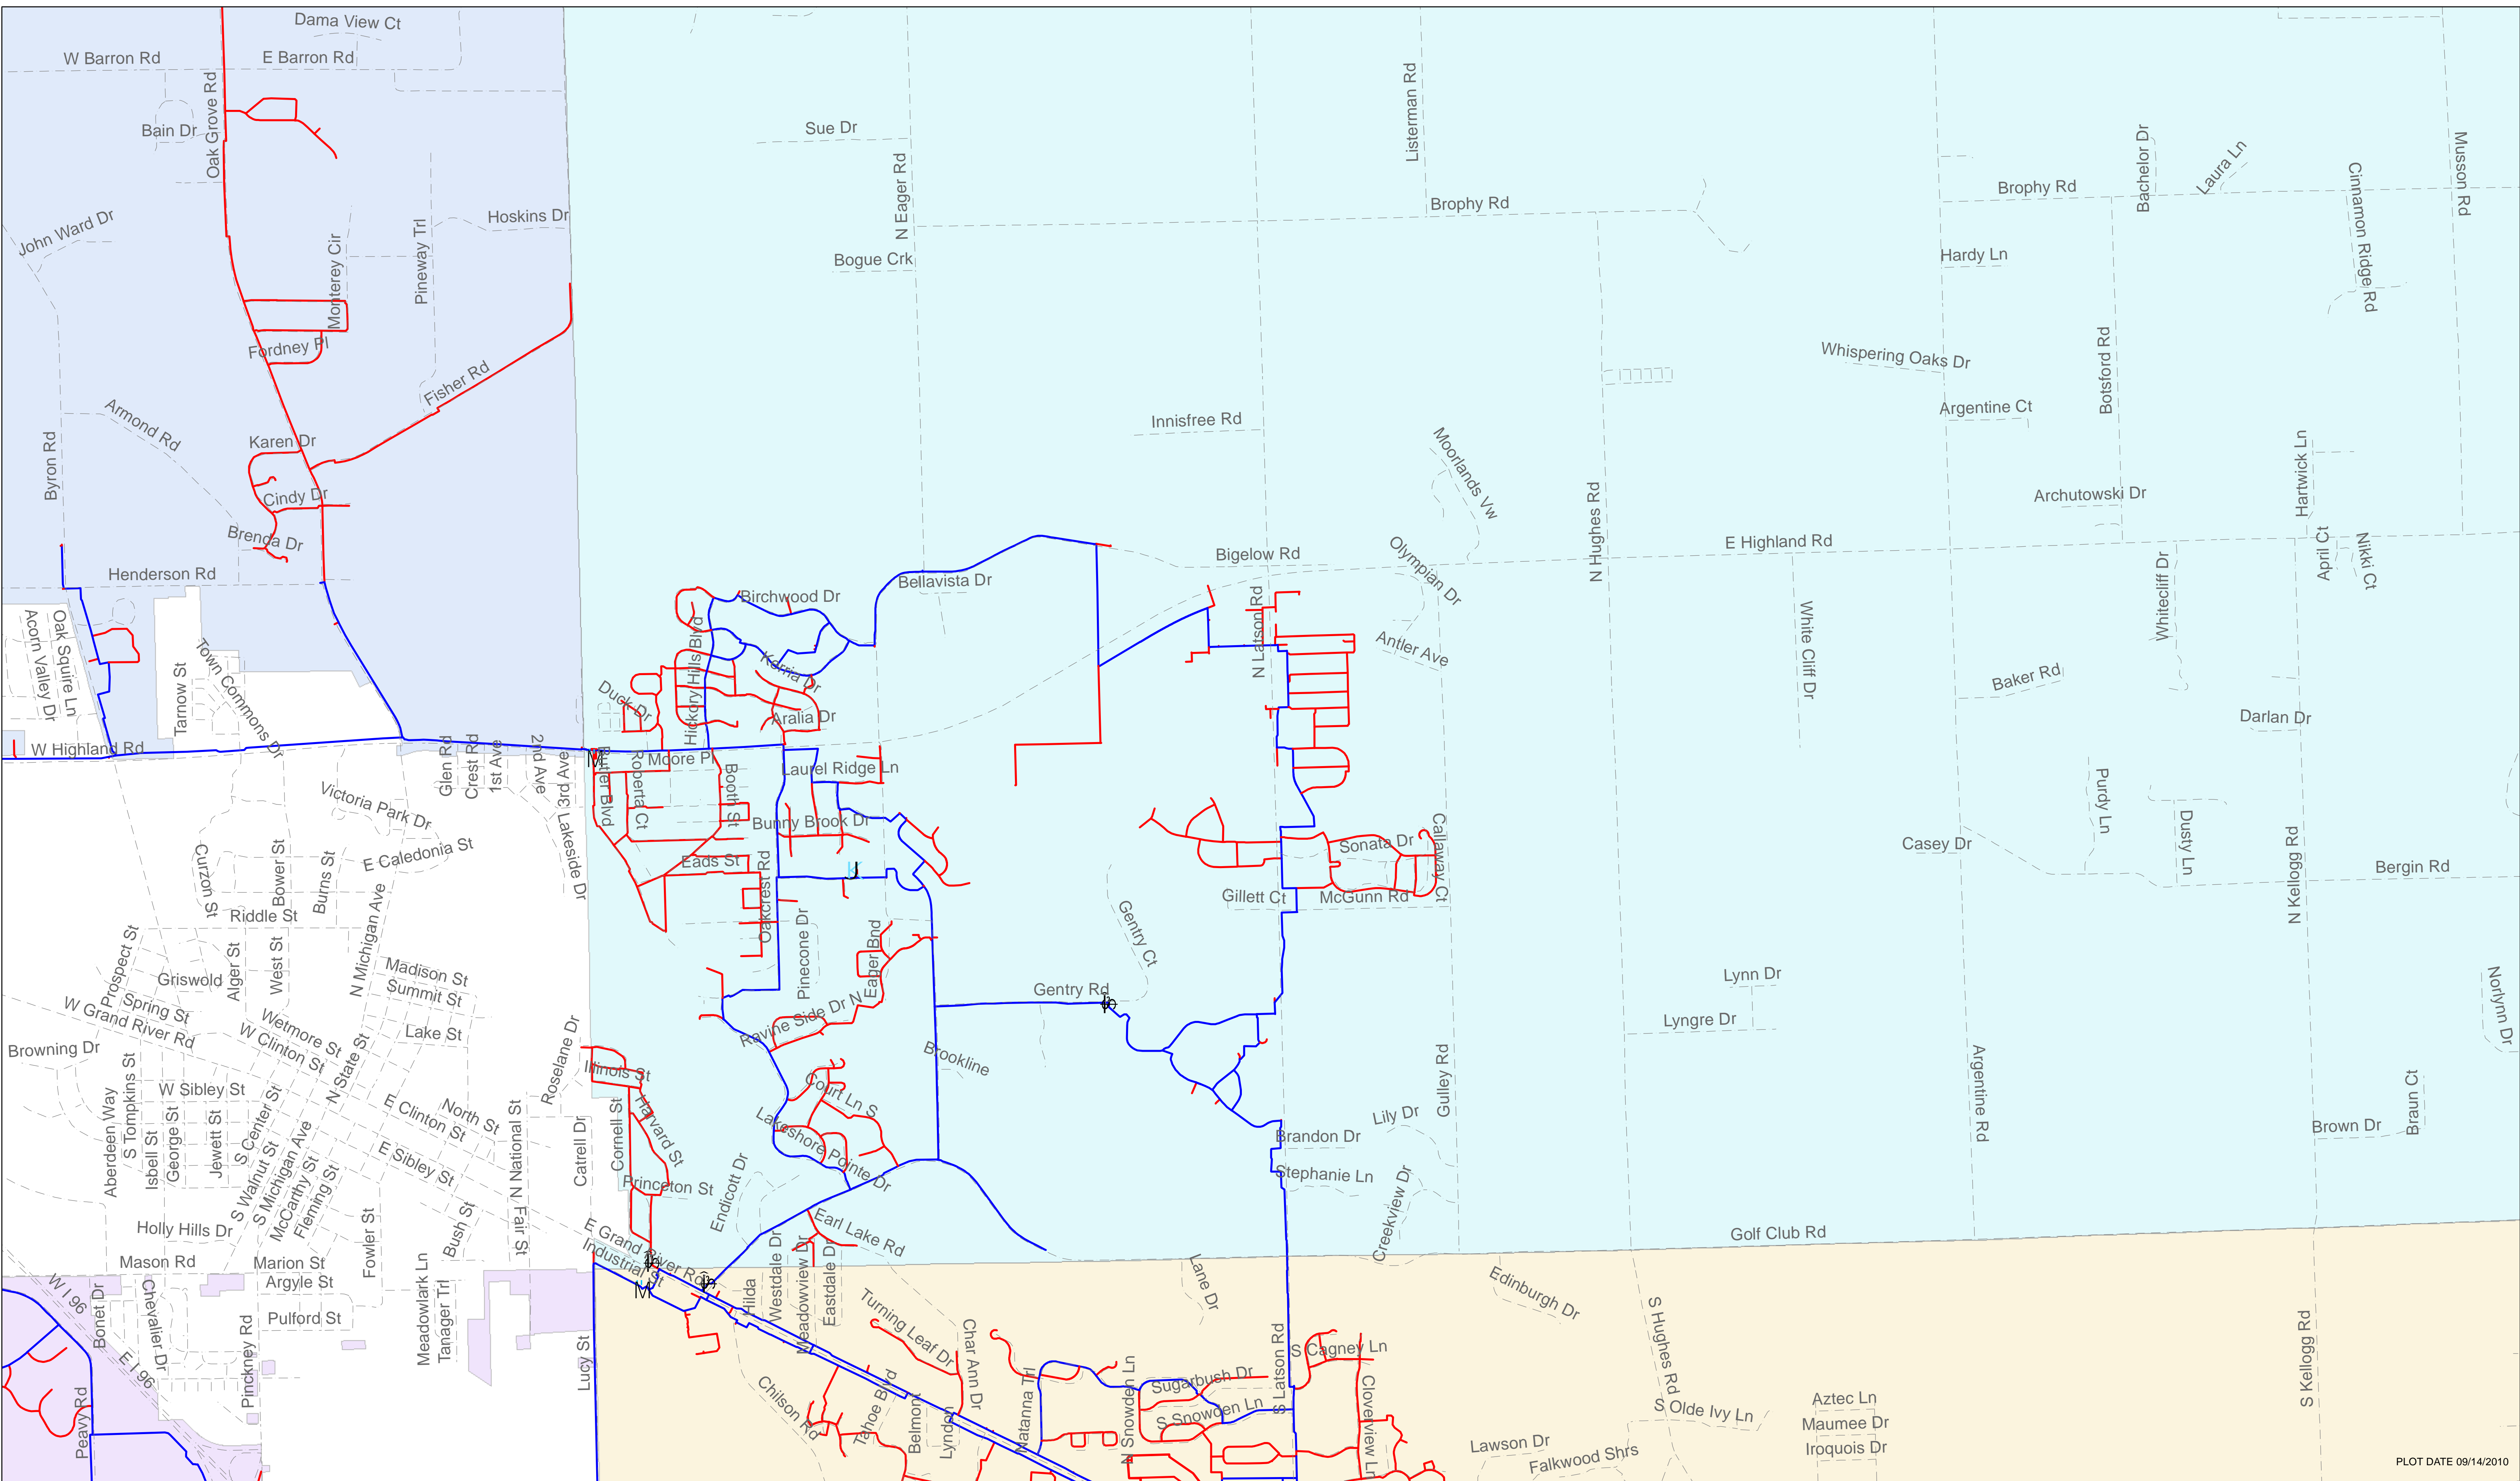 Dama View Ct
W Barron Rd
E Barron Rd
Oak Grove Rd
Bain Dr
John Ward Dr
Hoskins Dr
Pineway Trl
Monterey Cir
Fordney Pl
Fisher Rd
Armond Rd
Karen Dr
Byron Rd
Cindy Dr
Brenda Dr
Henderson Rd
Sue Dr
N Eager Rd
Bogue Crk
Listerman Rd
Brophy Rd
Brophy Rd
Bachelor Dr
Laura Ln
Musson Rd
Cinnamon Ridge Rd
Hardy Ln
Whispering Oaks Dr
Botsford Rd
Argentine Ct
Innisfree Rd
Moorlands Vw
N Hughes Rd
Archutowski Dr
Hartwick Ln
E Highland Rd
April Ct
Nikki Ct
Whitecliff Dr
Bigelow Rd
Olympian Dr
Bellavista Dr
Birchwood Dr
Hickory Hills Blvd
Kerria Dr
Duck Dr
Aralia Dr
N Latson Rd
Antler Ave
White Cliff Dr
Baker Rd
Darlan Dr
Acorn Valley Dr
Oak Squire Ln
Tarnow St
Town Commons Dr
W Highland Rd
Glen Rd
Crest Rd
1st Ave
2nd Ave
3rd Ave
M
Butler Blvd
Roberta Ct
Moore Pl
Booth St
Laurel Ridge Ln
Bunny Brook Dr
Eads St
Oakcrest Rd
K
J
Victoria Park Dr
Lakeside Dr
E Caledonia St
Curzon St
Bower St
Burns St
N Michigan Ave
Riddle St
Prospect St
Griswold
Alger St
West St
Madison St
Summit St
Spring St
W Grand River Rd
Wetmore St
W Clinton St
Lake St
N State St
Browning Dr
Aberdeen Way
S Tompkins St
W Sibley St
Isbell St
George St
Jewett St
S Center St
S Walnut St
S Michigan Ave
McCarthy St
Fleming St
E Clinton St
North St
E Sibley St
N National St
Fair St
Roselane Dr
Catrell Dr
Illinois St
Cornell St
Harvard St
Princeton St
Pinecone Dr
Eager Bnd
Ravine Side Dr N
Court Ln S
Lakeshore Pointe Dr
Endicott Dr
Brookline
Gentry Rd
Gentry Ct
Sonata Dr
Callaway Ct
Gillett Ct
McGunn Rd
Casey Dr
Purdy Ln
Dusty Ln
N Kellogg Rd
Bergin Rd
Lynn Dr
Lyngre Dr
Norlynn Dr
Argentine Rd
Gulley Rd
Lily Dr
Brandon Dr
Stephanie Ln
Creekview Dr
Brown Dr
Braun Ct
Golf Club Rd
Holly Hills Dr
Mason Rd
Marion St
Argyle St
Fowler St
Bush St
Pulford St
Meadowlark Ln
Tanager Trl
W I 96
E I 96
Bonet Dr
Chevalier Dr
Pinckney Rd
Peavy Rd
Lucy St
E Grand River Rd
Industrial
M
Earl Lake Rd
Hilda
Westdale Dr
Meadowview Dr
Eastdale Dr
Turning Leaf Dr
Char Ann Dr
Chilson Rd
Tahoe Blvd
Belmont
Lyndon
Natanna Trl
N Snowden Ln
Lane Dr
Sugarbush Dr
S Snowden Ln
S Latson Rd
S Cagney Ln
Cloverview Ln
Edinburgh Dr
S Hughes Rd
S Olde Ivy Ln
Lawson Dr
Falkwood Shrs
Aztec Ln
Maumee Dr
Iroquois Dr
S Kellogg Rd
PLOT DATE 09/14/2010